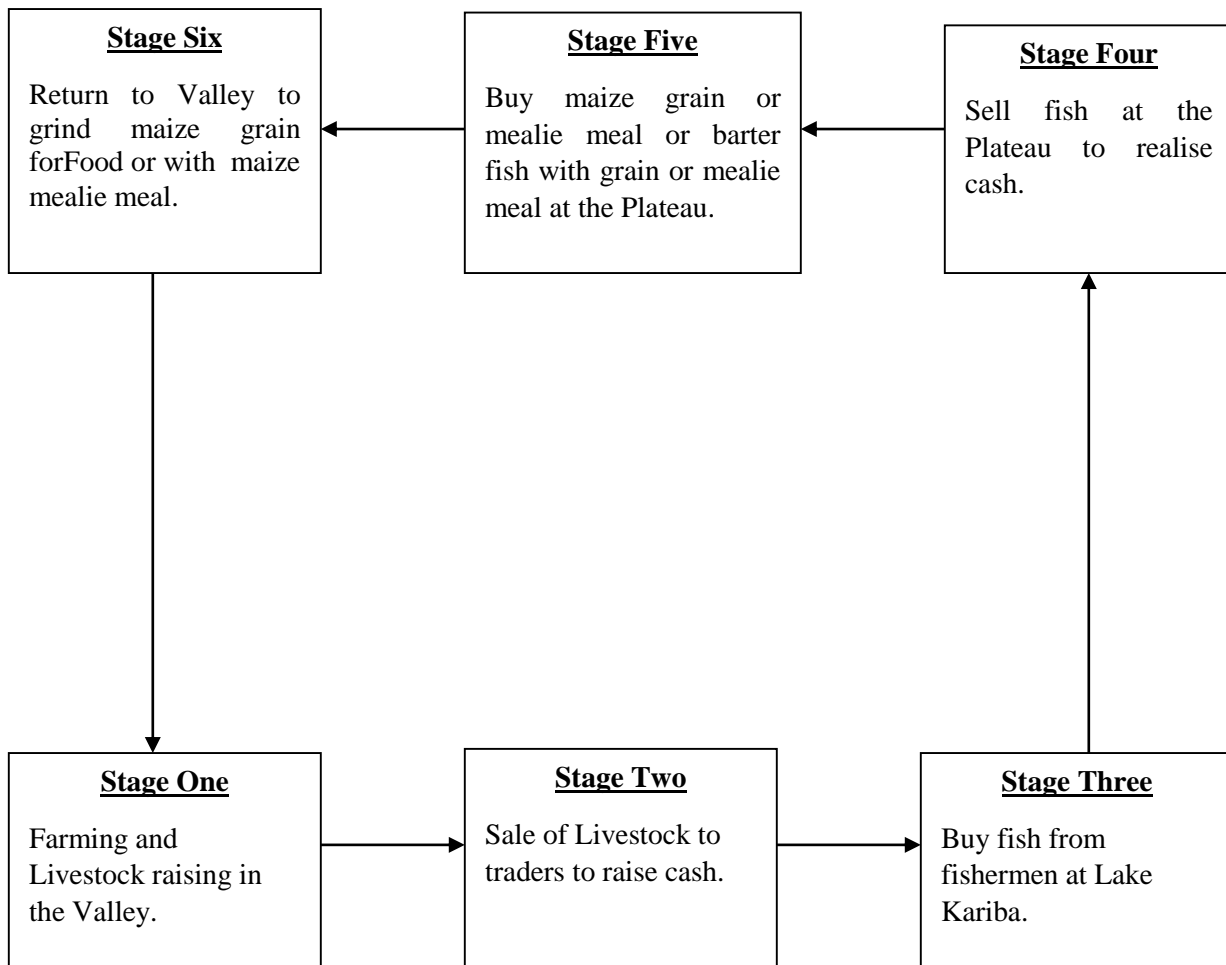 Stage Six
Return to Valley to
grind maize grain
forFood or with maize
mealie meal.
Stage Five
Buy maize grain or
mealie meal or barter
fish with grain or mealie
meal at the Plateau.
Stage Four
Sell fish at the
Plateau to realise
cash.
Stage One
Farming and
Livestock raising in
the Valley.
Stage Two
Sale of Livestock to
traders to raise cash.
Stage Three
Buy fish from
fishermen at Lake
Kariba.